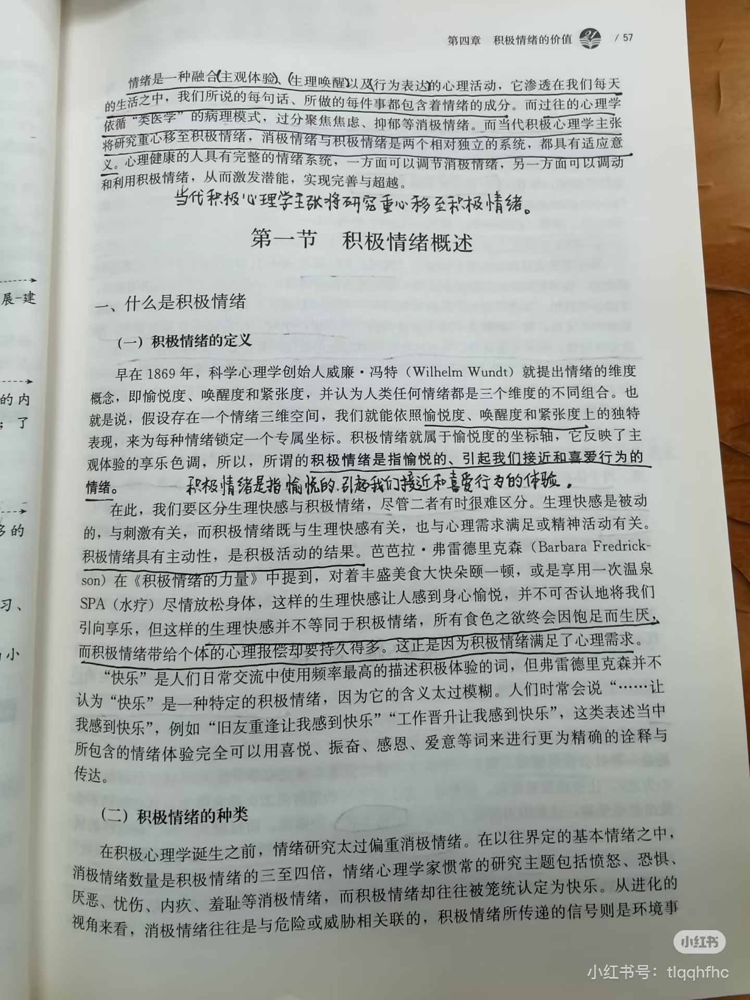 第四章 积极情绪的价值 21 / 57
情绪是一种融合(主观体验)、(生理唤醒)以及(行为表达)的心理活动，它渗透在我们每天
的生活之中，我们所说的每句话、所做的每件事都包含着情绪的成分。而过往的心理学
依循“类医学”的病理模式，过分聚焦焦虑、抑郁等消极情绪。而当代积极心理学主张
将研究重心移至积极情绪，消极情绪与积极情绪是两个相对独立的系统，都具有适应意
义。心理健康的人具有完整的情绪系统，一方面可以调节消极情绪，另一方面可以调动
和利用积极情绪，从而激发潜能，实现完善与超越。
当代积极心理学主张将研究重心移至积极情绪。
第一节 积极情绪概述
一、什么是积极情绪
（一）积极情绪的定义
早在 1869 年，科学心理学创始人威廉·冯特（Wilhelm Wundt）就提出情绪的维度
概念，即愉悦度、唤醒度和紧张度，并认为人类任何情绪都是三个维度的不同组合。也
就是说，假设存在一个情绪三维空间，我们就能依照愉悦度、唤醒度和紧张度上的独特
表现，来为每种情绪锁定一个专属坐标。积极情绪就属于愉悦度的坐标轴，它反映了主
观体验的享乐色调，所以，所谓的积极情绪是指愉悦的、引起我们接近和喜爱行为的
情绪。 积极情绪是指愉悦的、引起我们接近和喜爱行为的体验。
在此，我们要区分生理快感与积极情绪，尽管二者有时很难区分。生理快感是被动
的，与刺激有关，而积极情绪既与生理快感有关，也与心理需求满足或精神活动有关。
积极情绪具有主动性，是积极活动的结果。芭芭拉·弗雷德里克森（Barbara Fredrick-
son）在《积极情绪的力量》中提到，对着丰盛美食大快朵颐一顿，或是享用一次温泉
SPA（水疗）尽情放松身体，这样的生理快感让人感到身心愉悦，并不可否认地将我们
引向享乐，但这样的生理快感并不等同于积极情绪，所有食色之欲终会因饱足而生厌，
而积极情绪带给个体的心理报偿却要持久得多。这正是因为积极情绪满足了心理需求。
“快乐”是人们日常交流中使用频率最高的描述积极体验的词，但弗雷德里克森并不
认为“快乐”是一种特定的积极情绪，因为它的含义太过模糊。人们时常会说“……让
我感到快乐”，例如“旧友重逢让我感到快乐”“工作晋升让我感到快乐”，这类表述当中
所包含的情绪体验完全可以用喜悦、振奋、感恩、爱意等词来进行更为精确的诠释与
传达。
（二）积极情绪的种类
在积极心理学诞生之前，情绪研究太过偏重消极情绪。在以往界定的基本情绪之中，
消极情绪数量是积极情绪的三至四倍，情绪心理学家惯常的研究主题包括愤怒、恐惧、
厌恶、忧伤、内疚、羞耻等消极情绪，而积极情绪却往往被笼统认定为快乐。从进化的
视角来看，消极情绪往往是与危险或威胁相关联的，积极情绪所传递的信号则是环境事
展-建
的内
；了
多的
习、
小
小红书
小红书号：tlqqhfhc